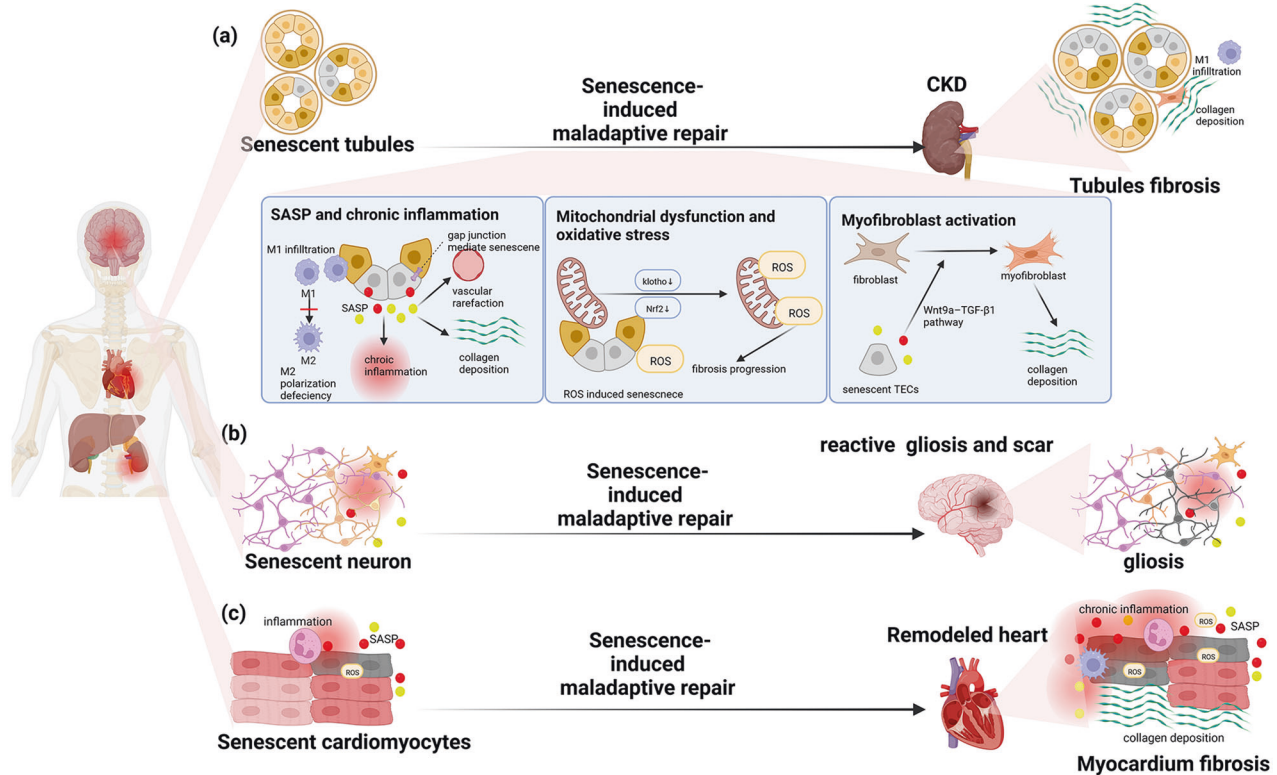 (a)
Senescent tubules
Senescence-
induced
maladaptive repair
CKD
M1
infilltration
collagen
deposition
Tubules fibrosis
SASP and chronic inflammation
M1 infiltration
gap junction
mediate senescene
M1
SASP
vascular
rarefaction
M2
M2
polarization
defeciency
chroic
inflammation
collagen
deposition
Mitochondrial dysfunction and
oxidative stress
klotho↓
Nrf2↓
ROS
ROS
ROS
fibrosis progression
ROS induced senescnece
Myofibroblast activation
fibroblast
myofibroblast
Wnt9a–TGF-β1
pathway
senescent TECs
collagen
deposition
(b)
Senescent neuron
Senescence-
induced
maladaptive repair
reactive gliosis and scar
gliosis
(c)
inflammation
SASP
ROS
Senescent cardiomyocytes
Senescence-
induced
maladaptive repair
Remodeled heart
chronic inflammation
ROS
SASP
ROS
ROS
collagen deposition
Myocardium fibrosis